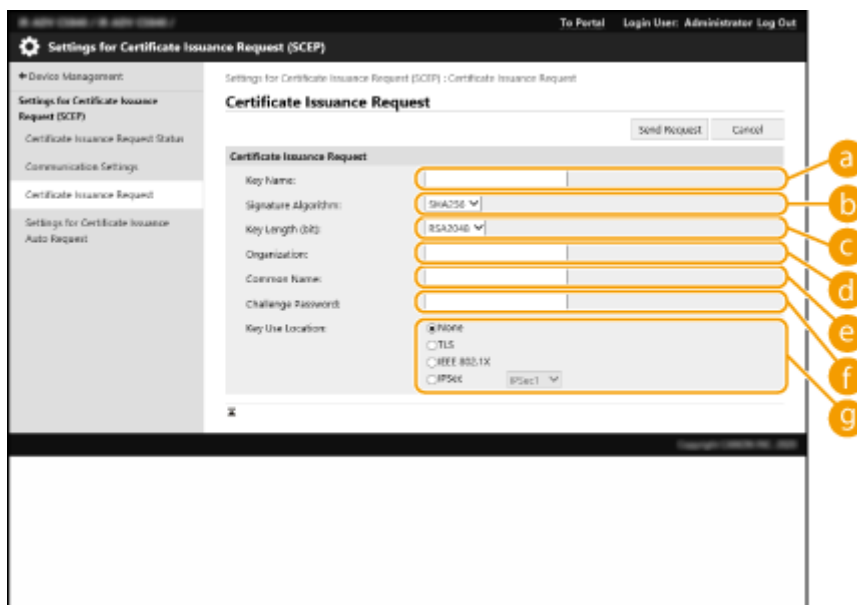 To Portal Login User: Administrator Log Out
Settings for Certificate Issuance Request (SCEP)
Device Management
Settings for Certificate Issuance
Request (SCEP)
Certificate Issuance Request Status
Communication Settings
Certificate Issuance Request
Settings for Certificate Issuance
Auto Request
Settings for Certificate Issuance Request (SCEP) : Certificate Issuance Request
Certificate Issuance Request
Send Request Cancel
Certificate Issuance Request
Key Name: a
Signature Algorithm: SHA256 b
Key Length (bit): RSA2048 c
Organization: d
Common Name: e
Challenge Password: f
Key Use Location: None
TLS
IEEE 802.1X
IPSec IPSec1
g
Copyright CANON INC. 2020